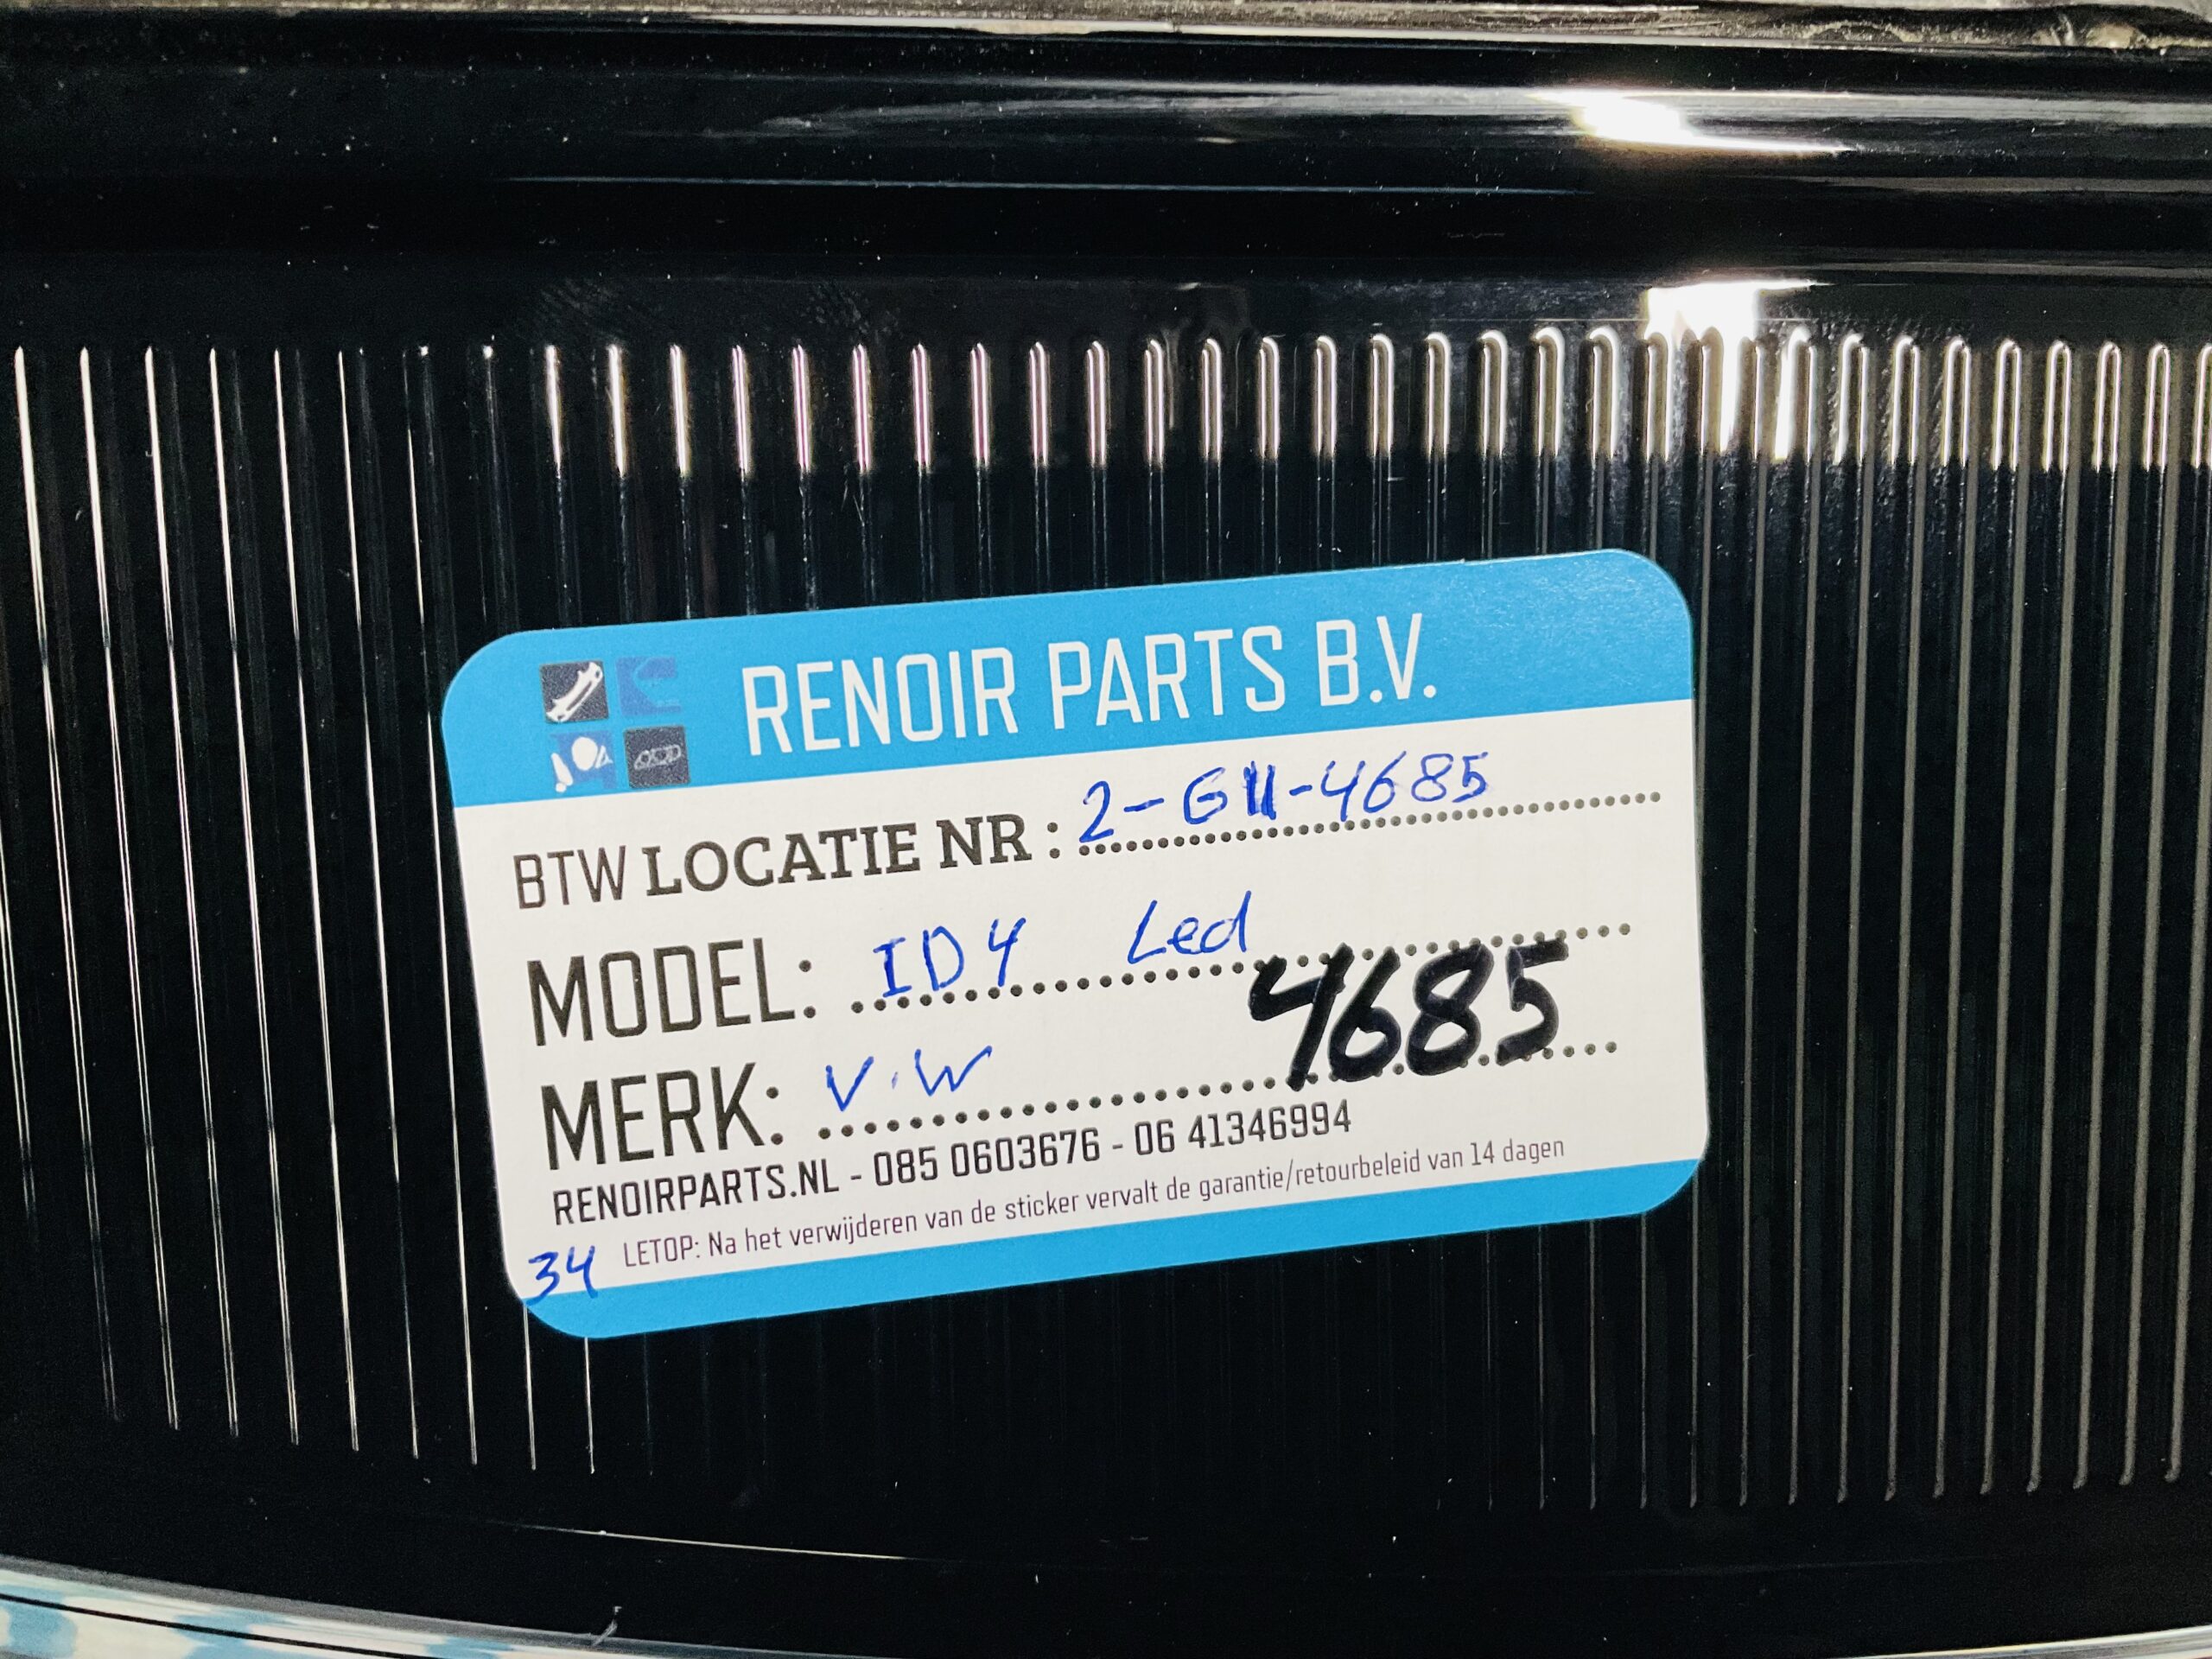 RENOIR PARTS B.V.
BTW LOCATIE NR : 2-G11-4685
MODEL: ID4 Led
4685
MERK: V.W
RENOIRPARTS.NL - 085 0603676 - 06 41346994
LETOP: Na het verwijderen van de sticker vervalt de garantie/retourbeleid van 14 dagen
34